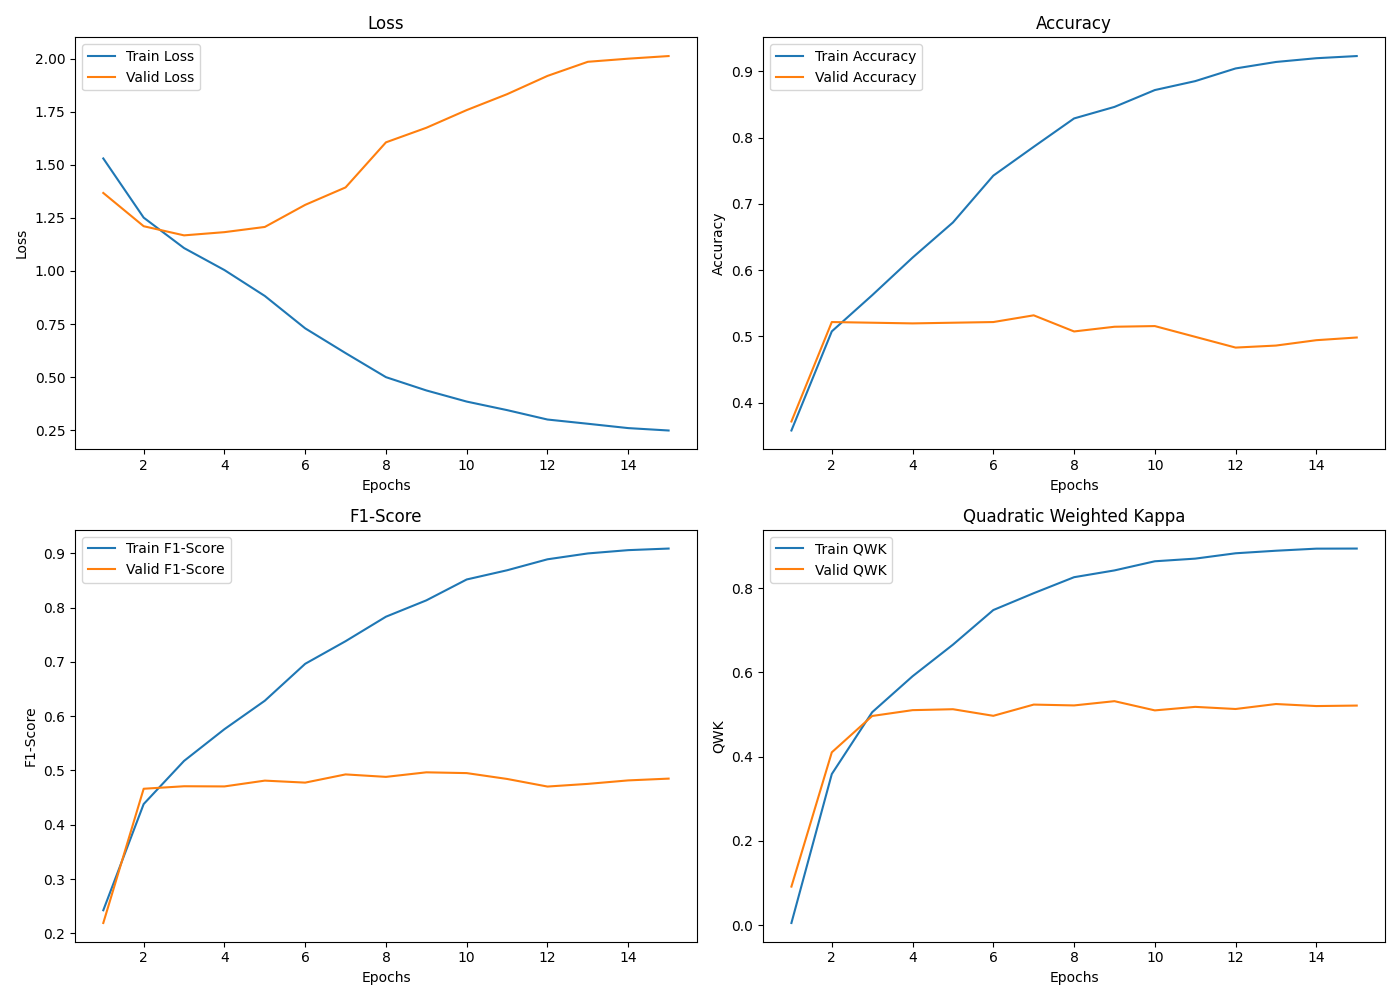 Loss
Train Loss
Valid Loss
2.00
1.75
1.50
1.25
1.00
0.75
0.50
0.25
Loss
2 4 6 8 10 12 14
Epochs
Accuracy
Train Accuracy
Valid Accuracy
0.9
0.8
0.7
0.6
0.5
0.4
Accuracy
2 4 6 8 10 12 14
Epochs
F1-Score
Train F1-Score
Valid F1-Score
0.9
0.8
0.7
0.6
0.5
0.4
0.3
0.2
F1-Score
2 4 6 8 10 12 14
Epochs
Quadratic Weighted Kappa
Train QWK
Valid QWK
0.8
0.6
0.4
0.2
0.0
QWK
2 4 6 8 10 12 14
Epochs